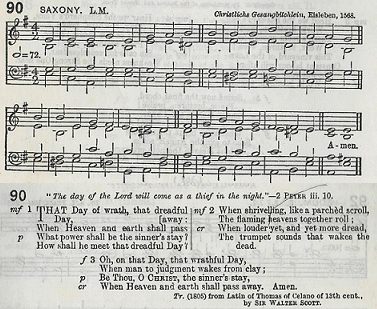 90 SAXONY. L.M. Christliche Gesangbüchlein, Eisleben, 1568.
=72.
A - men.
90 "The day of the Lord will come as a thief in the night."—2 PETER iii. 10.
mf 1 THAT Day of wrath, that dreadful
Day, [away:
When heaven and earth shall pass
p What power shall be the sinner's stay?
How shall he meet that dreadful Day?
mf 2 When shrivelling, like a parchèd scroll,
The flaming heavens together roll;
cr When louder yet, and yet more dread,
The trumpet sounds that wakes the
dead.
f 3 Oh, on that Day, that wrathful Day,
When man to judgment wakes from clay;
p Be Thou, O CHRIST, the sinner's stay,
cr When Heaven and earth shall pass away. Amen.
Tr. (1805) from Latin of Thomas of Celano of 13th cent.,
by SIR WALTER SCOTT.